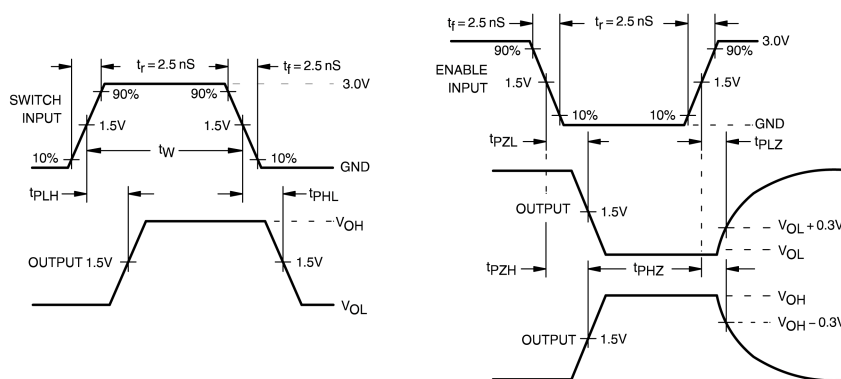 tr = 2.5 nS
tf = 2.5 nS
3.0V
90%
90%
SWITCH
INPUT
1.5V
1.5V
tW
10%
10%
GND
tPLH
tPHL
VOH
OUTPUT
1.5V
1.5V
VOL
tf = 2.5 nS
tr = 2.5 nS
3.0V
90%
90%
ENABLE
INPUT
1.5V
1.5V
10%
10%
GND
tPZL
tPLZ
OUTPUT
1.5V
VOL + 0.3V
VOL
tPZH
tPHZ
VOH
VOH – 0.3V
OUTPUT
1.5V